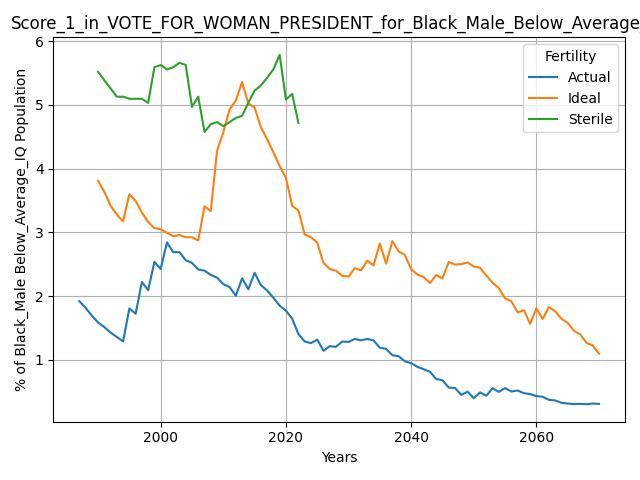 Score_1_in_VOTE_FOR_WOMAN_PRESIDENT_for_Black_Male_Below_Average
6
5
4
3
2
1
% of Black_Male Below_Average_IQ Population
Fertility
Actual
Ideal
Sterile
2000
2020
2040
2060
Years